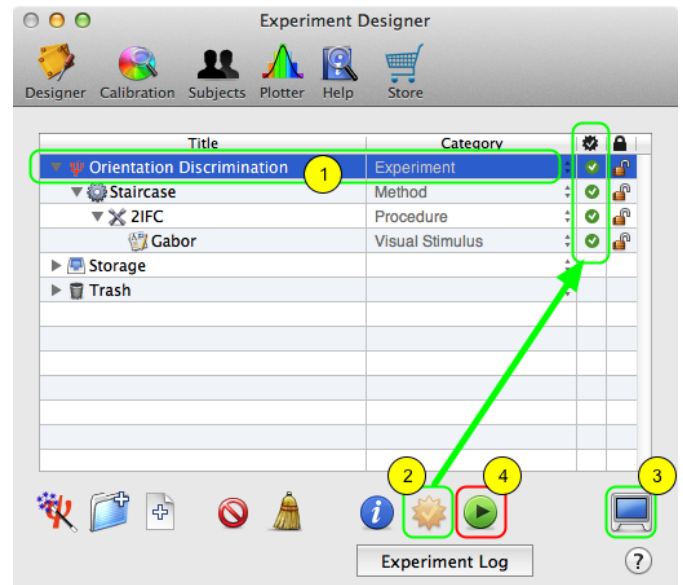 Experiment Designer
Designer Calibration Subjects Plotter Help Store
Title Category
Orientation Discrimination 1 Experiment
Staircase Method
2IFC Procedure
Gabor Visual Stimulus
Storage
Trash
2 4 3
i
Experiment Log ?